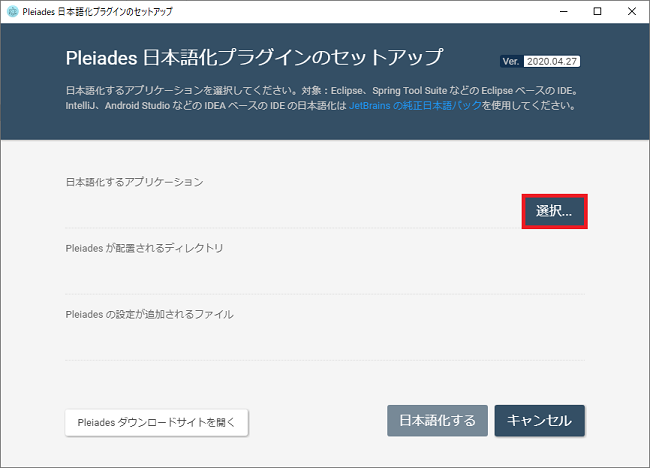 Pleiades 日本語化プラグインのセットアップ
Pleiades 日本語化プラグインのセットアップ
Ver. 2020.04.27
日本語化するアプリケーションを選択してください。対象：Eclipse、Spring Tool Suite などの Eclipse ベースの IDE。
IntelliJ、Android Studio などの IDEA ベースの IDE の日本語化は JetBrains の純正日本語パックを使用してください。
日本語化するアプリケーション
選択...
Pleiades が配置されるディレクトリ
Pleiades の設定が追加されるファイル
Pleiades ダウンロードサイトを開く
日本語化する
キャンセル